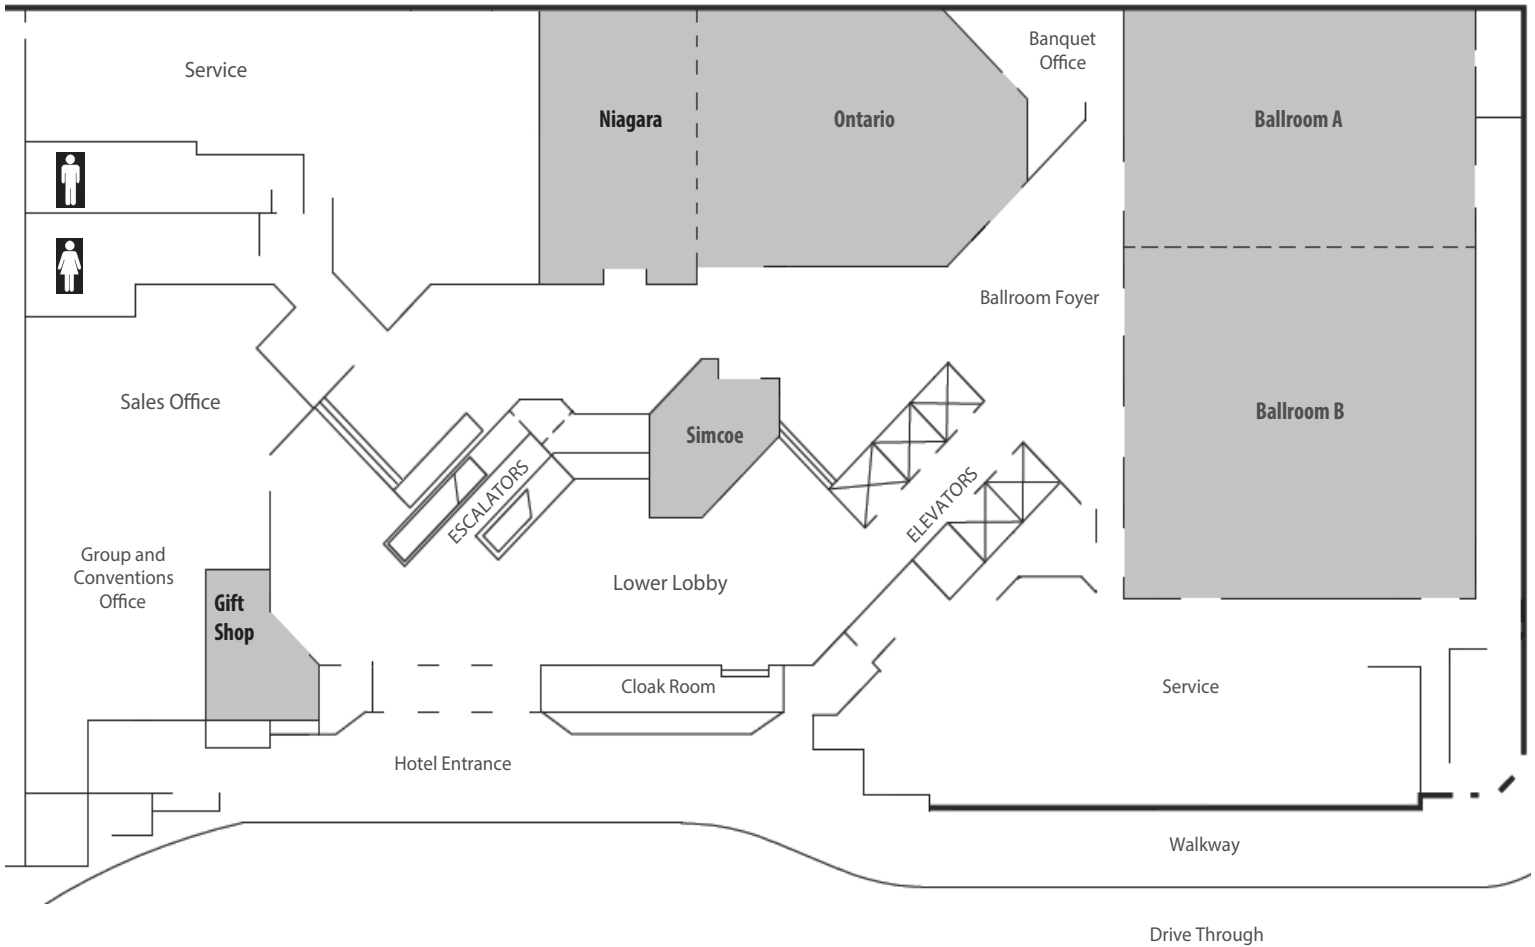 Service
Banquet
Office
Niagara
Ontario
Ballroom A
Ballroom Foyer
Sales Office
Simcoe
Ballroom B
ESCALATORS
ELEVATORS
Group and
Conventions
Office
Lower Lobby
Gift
Shop
Cloak Room
Service
Hotel Entrance
Walkway
Drive Through